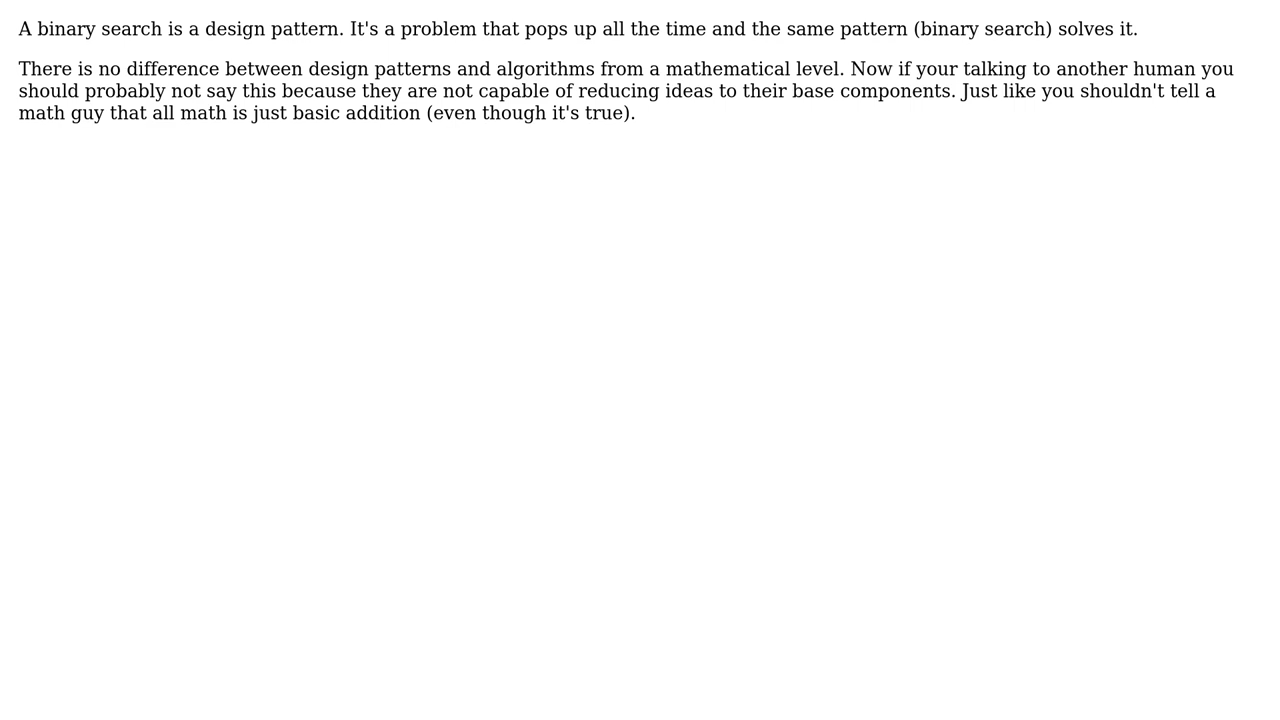 A binary search is a design pattern. It's a problem that pops up all the time and the same pattern (binary search) solves it.
There is no difference between design patterns and algorithms from a mathematical level. Now if your talking to another human you
should probably not say this because they are not capable of reducing ideas to their base components. Just like you shouldn't tell a
math guy that all math is just basic addition (even though it's true).